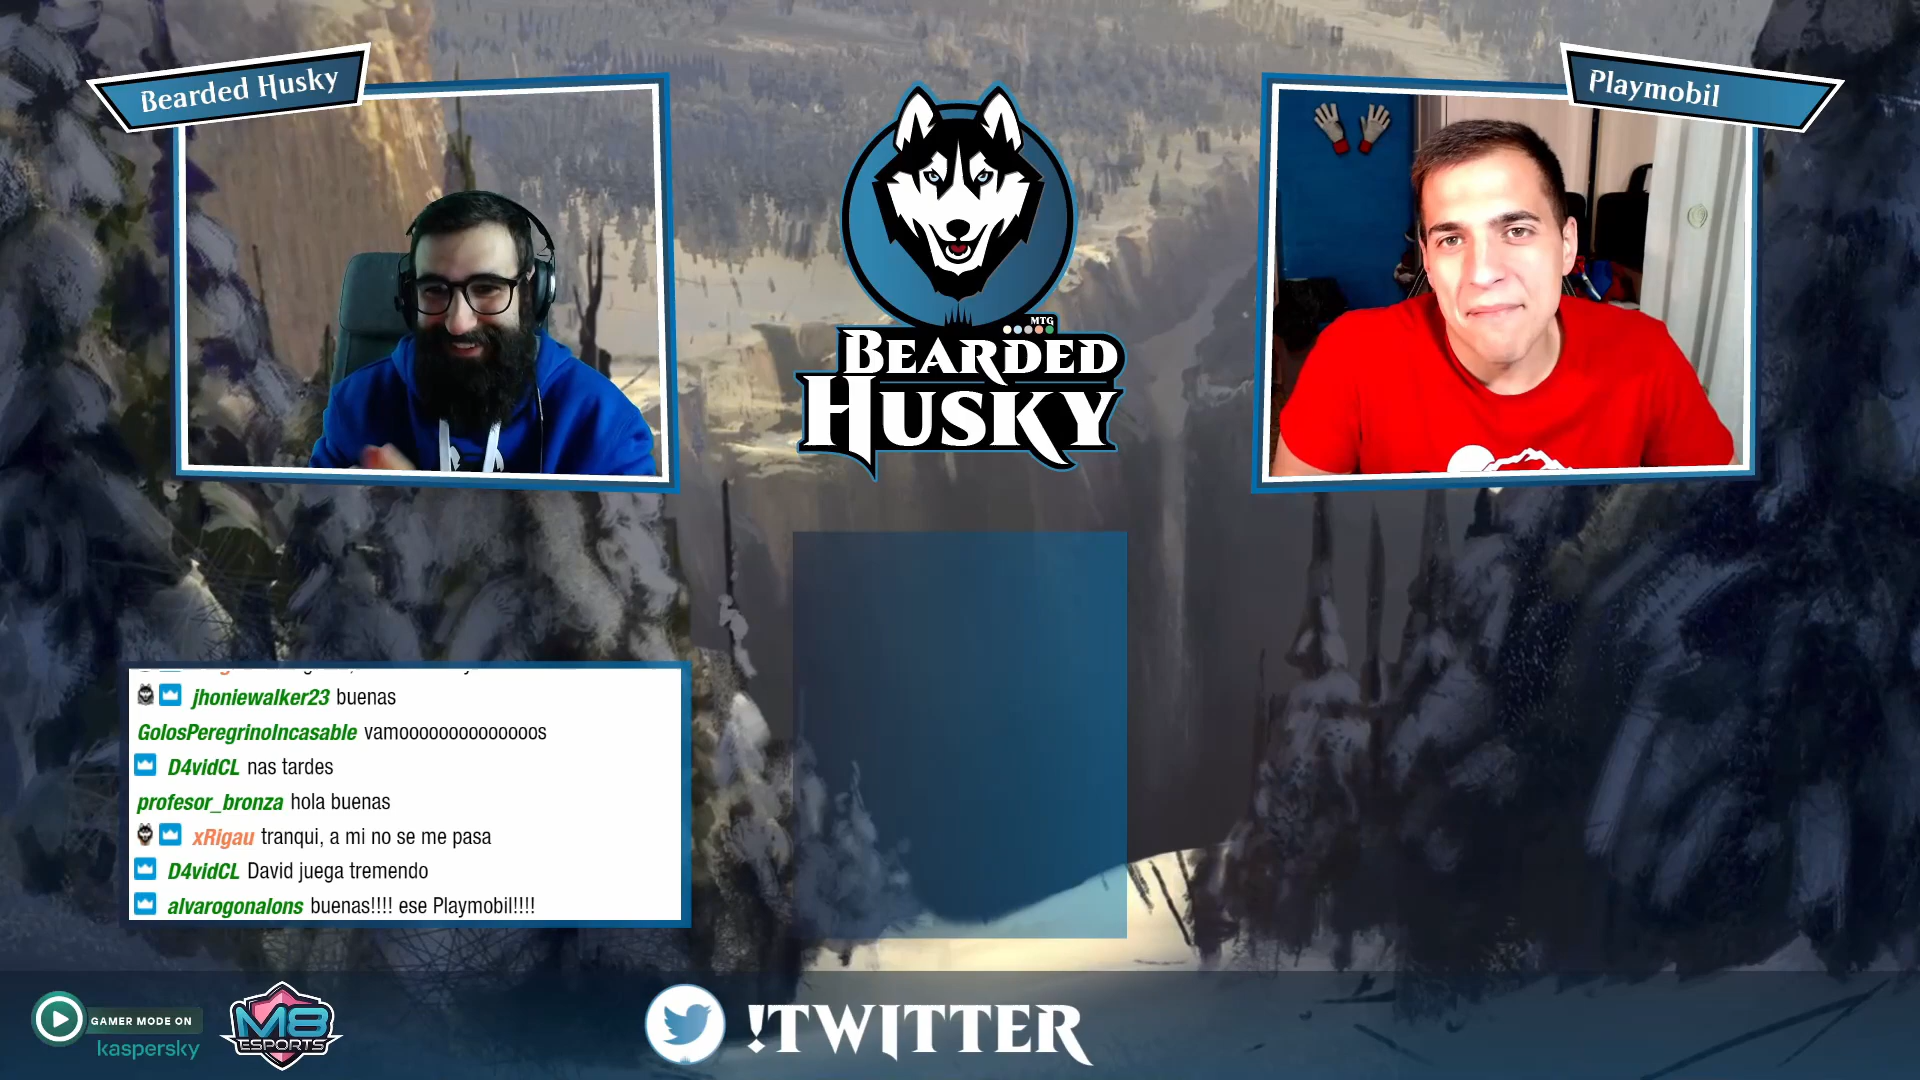 Bearded Husky
Playmobil
MTG
BEARDED
HUSKY
jhoniewalker23 buenas
GolosPeregrinoIncasable vamoooooooooooooos
D4vidCL nas tardes
profesor_bronza hola buenas
xRigau tranqui, a mi no se me pasa
D4vidCL David juega tremendo
alvarogonalons buenas!!!! ese Playmobil!!!!
GAMER MODE ON
kaspersky
M8
ESPORTS
!TWITTER